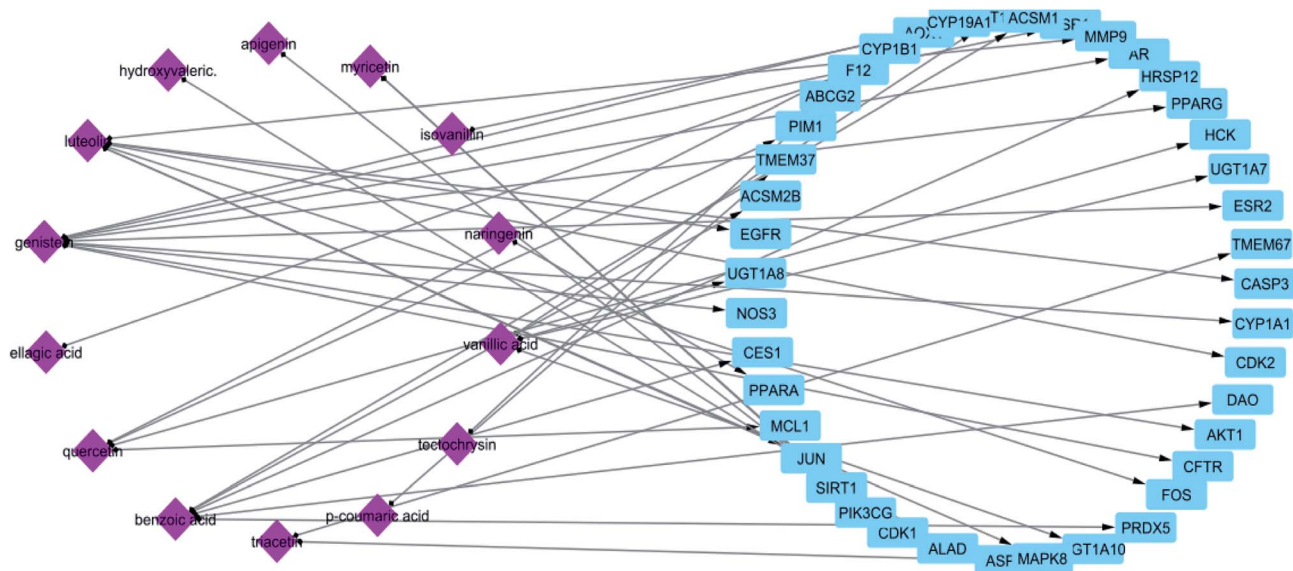 apigenin
hydroxyvaleric.
myricetin
luteolin
isovanillin
genistein
naringenin
ellagic acid
vanillic acid
quercetin
tectochrysin
benzoic acid
p-coumaric acid
triacetin
CYP19A1
ACSM1
MMP9
CYP1B1
AR
F12
HRSP12
ABCG2
PPARG
PIM1
HCK
TMEM37
UGT1A7
ACSM2B
ESR2
EGFR
TMEM67
UGT1A8
CASP3
NOS3
CYP1A1
CES1
CDK2
PPARA
DAO
MCL1
AKT1
JUN
CFTR
SIRT1
FOS
PIK3CG
PRDX5
CDK1
ALAD
MAPK8
GT1A10